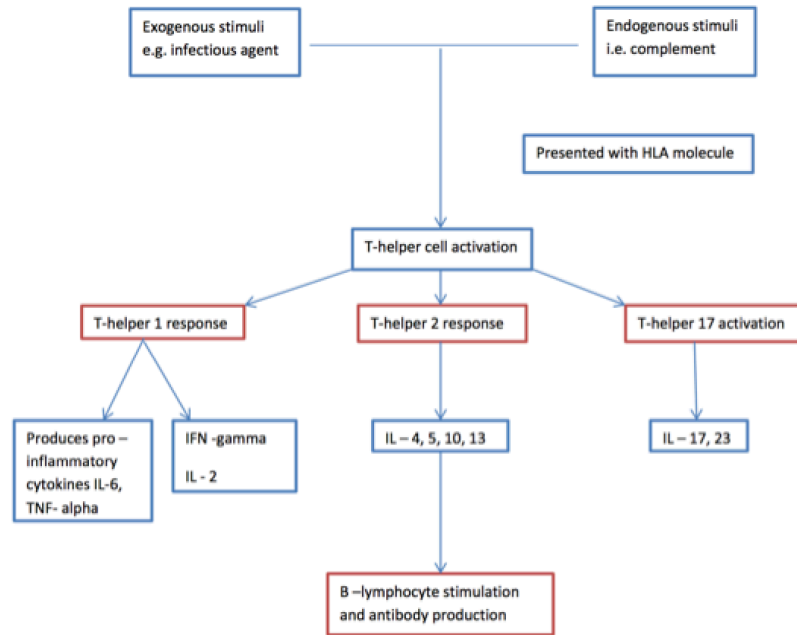 Exogenous stimuli
e.g. infectious agent
Endogenous stimuli
i.e. complement
Presented with HLA molecule
T-helper cell activation
T-helper 1 response
T-helper 2 response
T-helper 17 activation
Produces pro –
inflammatory
cytokines IL-6,
TNF- alpha
IFN -gamma
IL - 2
IL – 4, 5, 10, 13
IL – 17, 23
B –lymphocyte stimulation
and antibody production